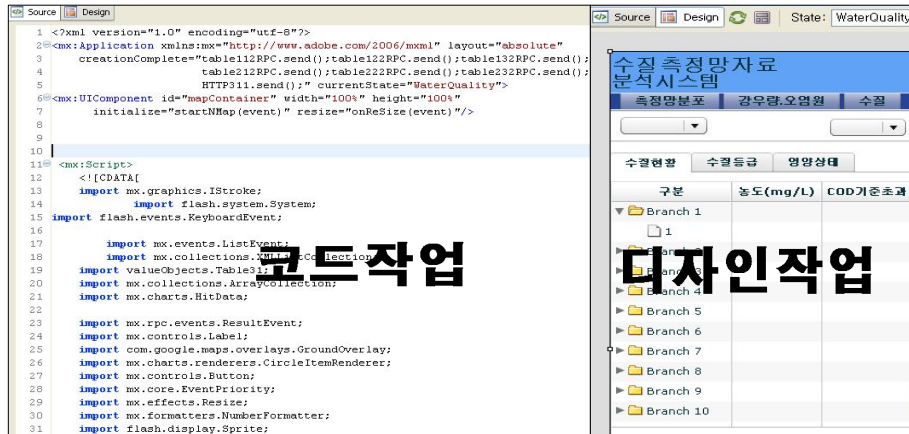 Source Design
1 <?xml version="1.0" encoding="utf-8"?>
2 <mx:Application xmlns:mx="http://www.adobe.com/2006/mxml" layout="absolute"
3 creationComplete="table112RPC.send();table122RPC.send();table132RPC.send();
4 table212RPC.send();table222RPC.send();table232RPC.send();
5 HTTP311.send();" currentState="WaterQuality">
6 <mx:UIComponent id="mapContainer" width="100%" height="100%"
7 initialize="startNMap(event)" resize="onReSize(event)"/>
8
9
10
11 <mx:Script>
12 <![CDATA[
13 import mx.graphics.IStroke;
14 import flash.system.System;
15 import flash.events.KeyboardEvent;
16
17 import mx.events.ListEvent;
18 import mx.collections.XMLListCollection;
19 import valueObjects.Table31;
20 import mx.collections.ArrayCollection;
21 import mx.charts.HitData;
22
23 import mx.rpc.events.ResultEvent;
24 import mx.controls.Label;
25 import com.google.maps.overlays.GroundOverlay;
26 import mx.charts.renderers.CircleItemRenderer;
27 import mx.controls.Button;
28 import mx.core.EventPriority;
29 import mx.effects.Resize;
30 import mx.formatters.NumberFormatter;
31 import flash.display.Sprite;
코드작업
Source Design State: WaterQuality
수질측정망자료
분석시스템
측정망분포 강우량.오염원 수질
수질현황 수질등급 영양상태
구분 농도(mg/L) COD기준초과
Branch 1
1
Branch 4
Branch 5
Branch 6
Branch 7
Branch 8
Branch 9
Branch 10
디자인작업